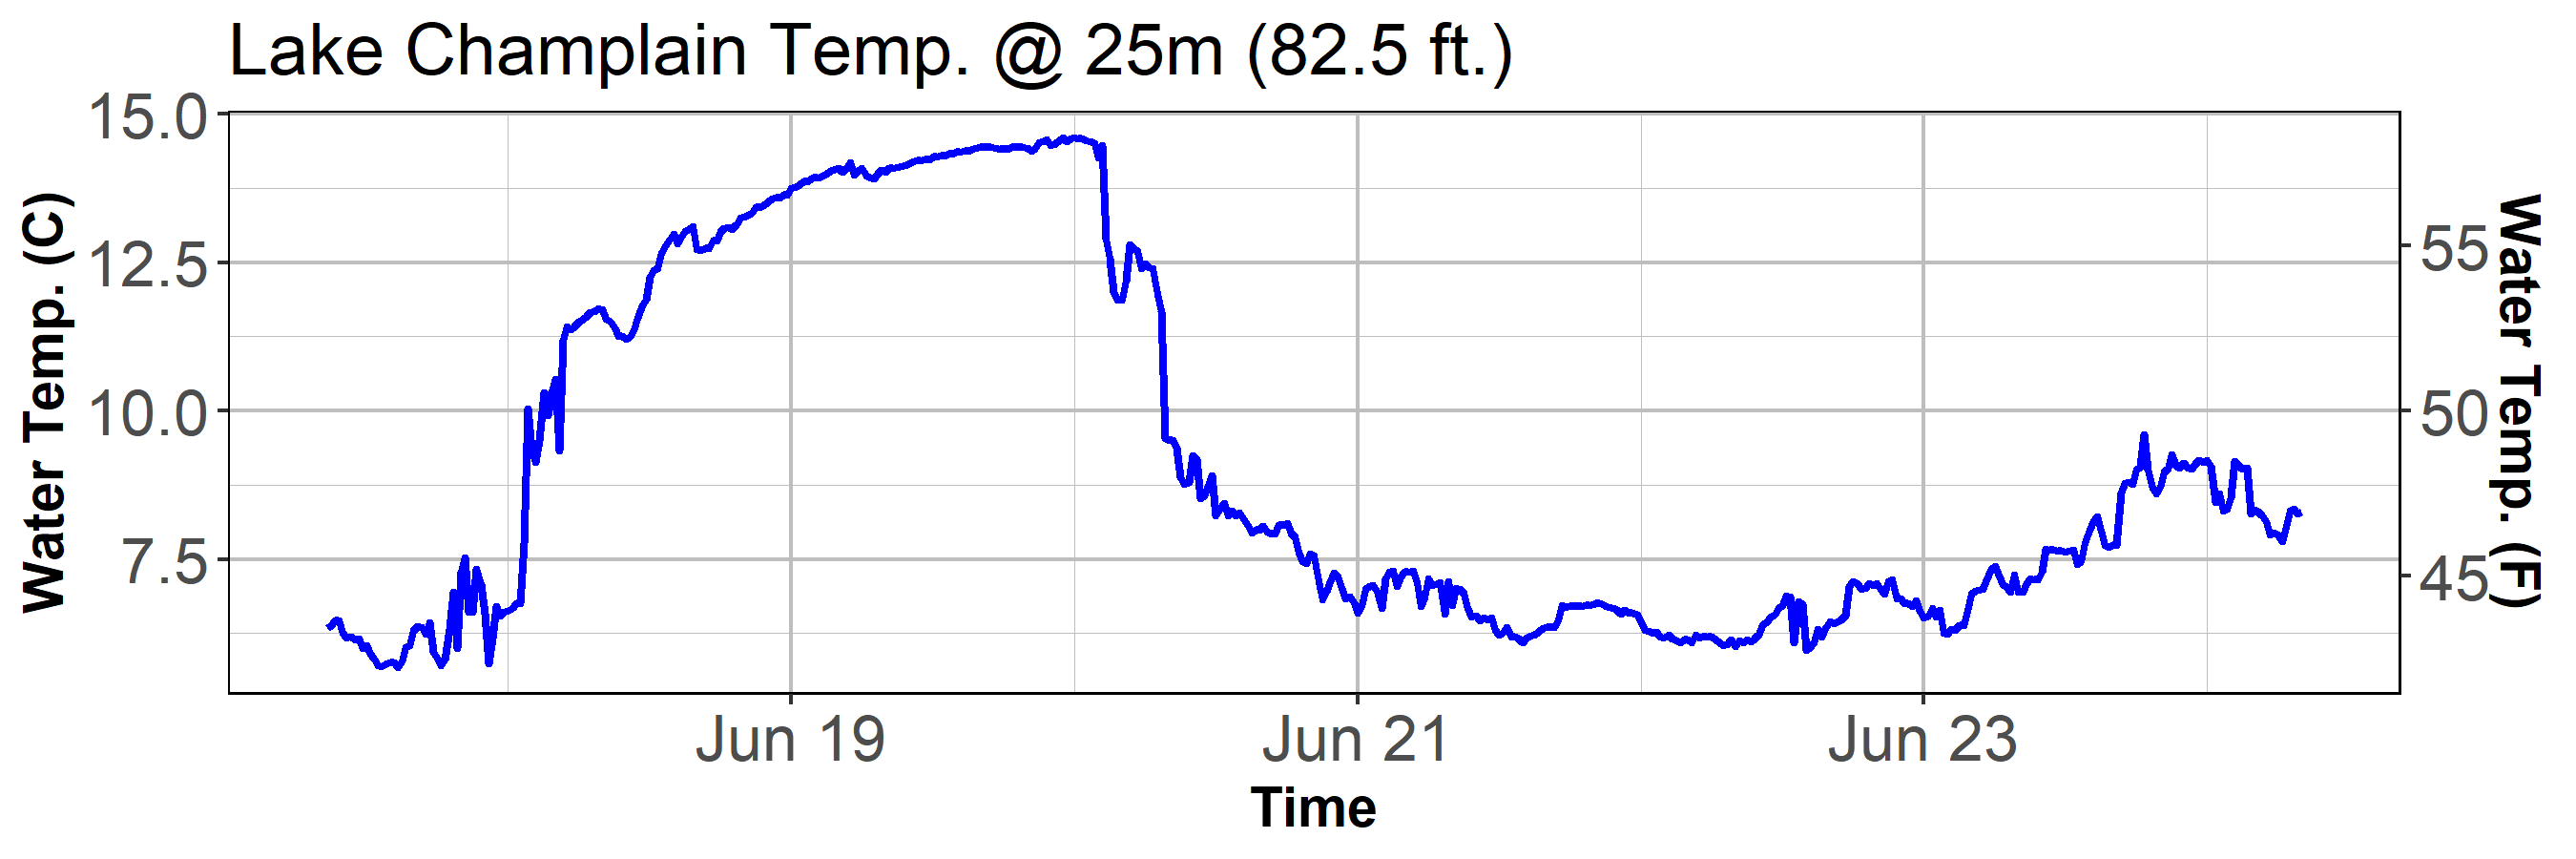 Lake Champlain Temp. @ 25m (82.5 ft.)
Water Temp. (C)
15.0
12.5
10.0
7.5
55
50
45
Water Temp. (F)
Jun 19 Jun 21 Jun 23
Time